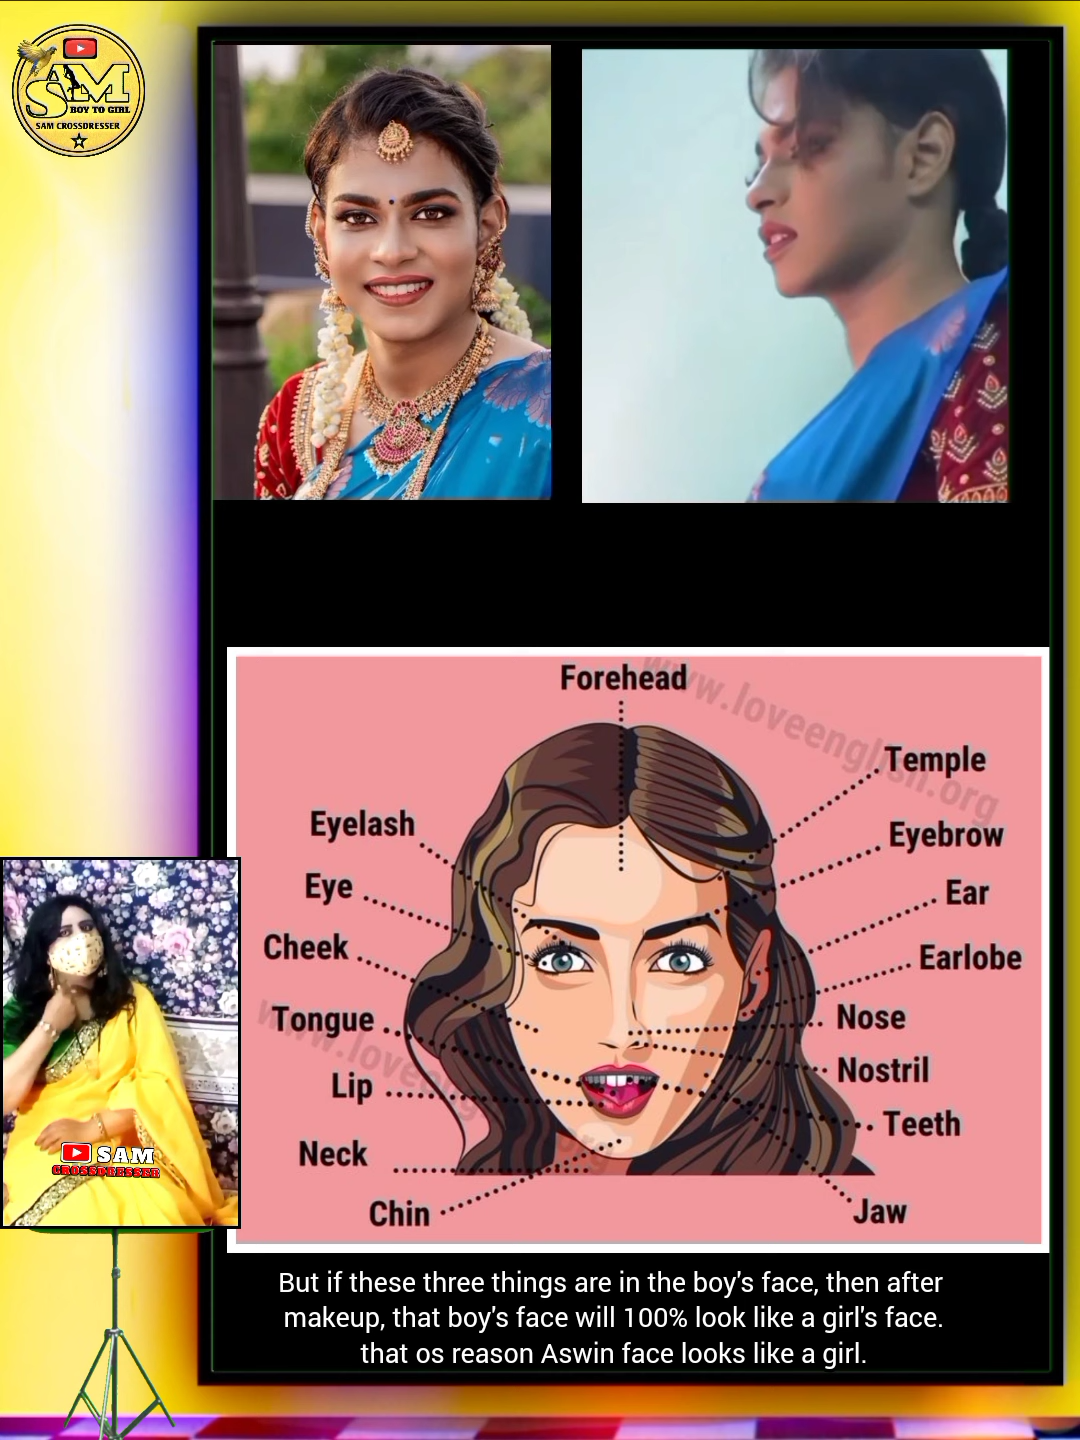 SAM
BOY TO GIRL
SAM CROSSDRESSER
www.loveenglish.org
Forehead
Temple
Eyelash
Eyebrow
Eye
Ear
Cheek
Earlobe
Tongue
Nose
Lip
Nostril
Teeth
Neck
Chin
Jaw
SAM
CROSSDRESSER
But if these three things are in the boy's face, then after
makeup, that boy's face will 100% look like a girl's face.
that os reason Aswin face looks like a girl.